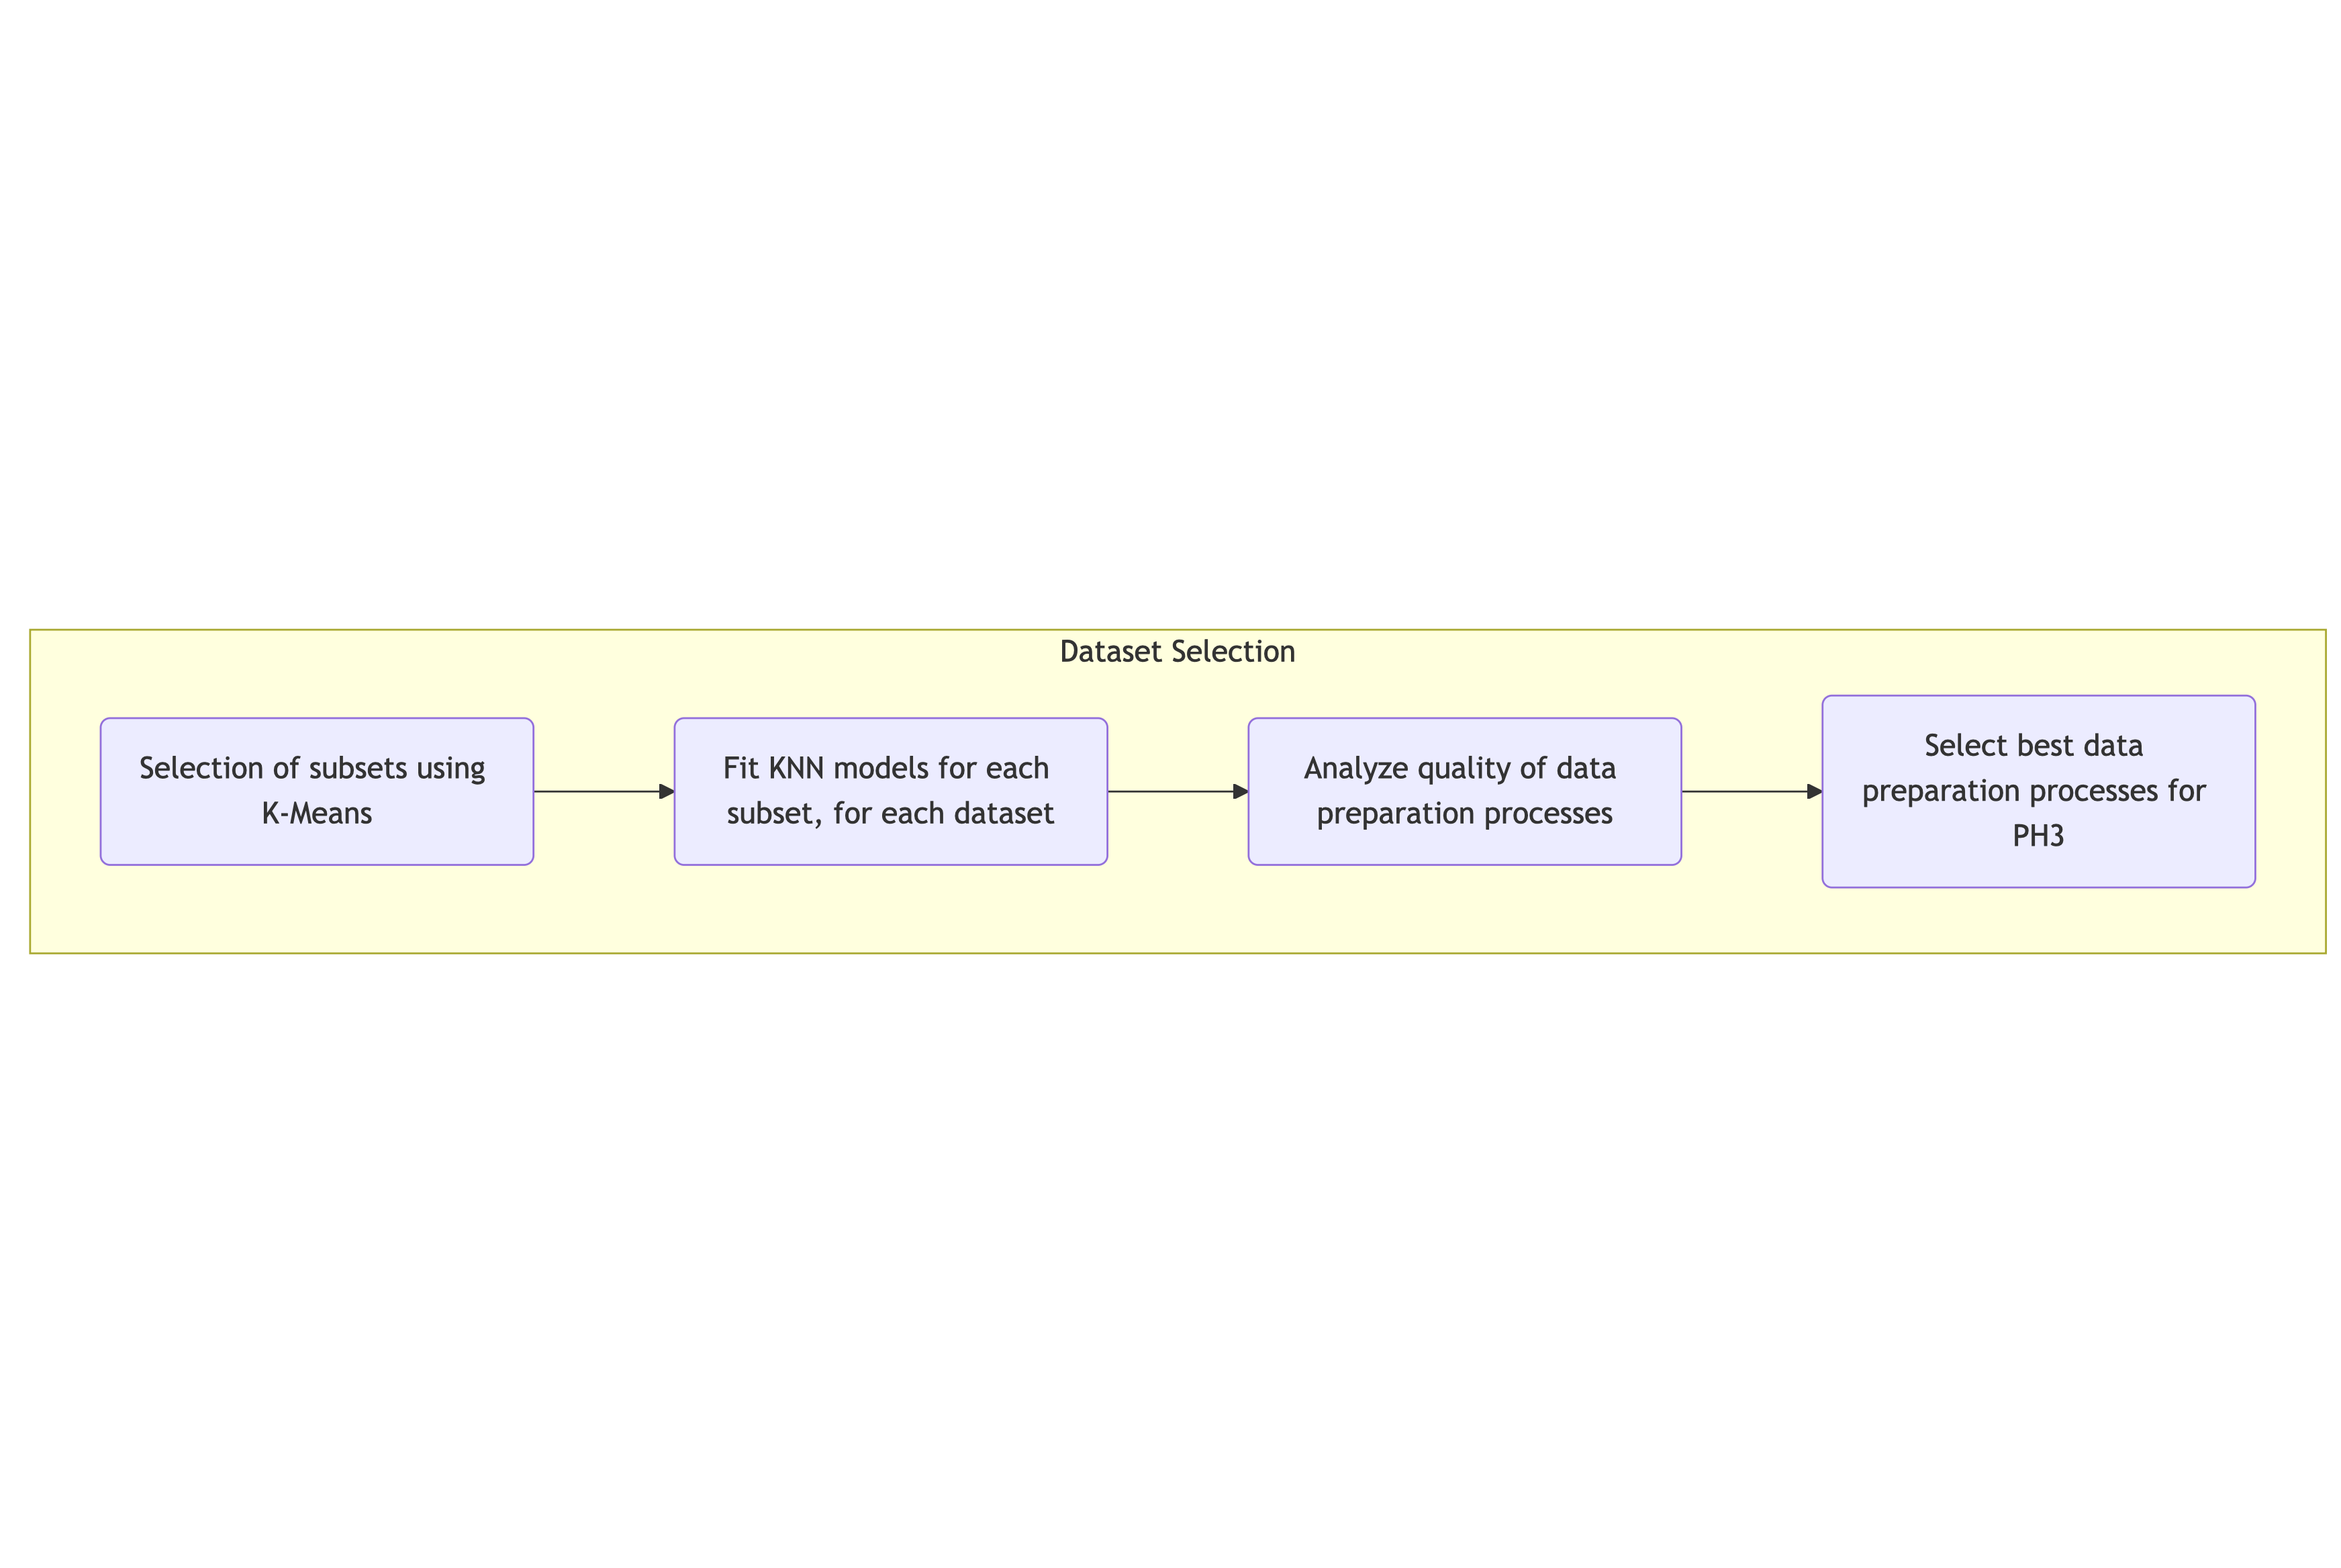 Dataset Selection
Selection of subsets using
K-Means
Fit KNN models for each
subset, for each dataset
Analyze quality of data
preparation processes
Select best data
preparation processes for
PH3